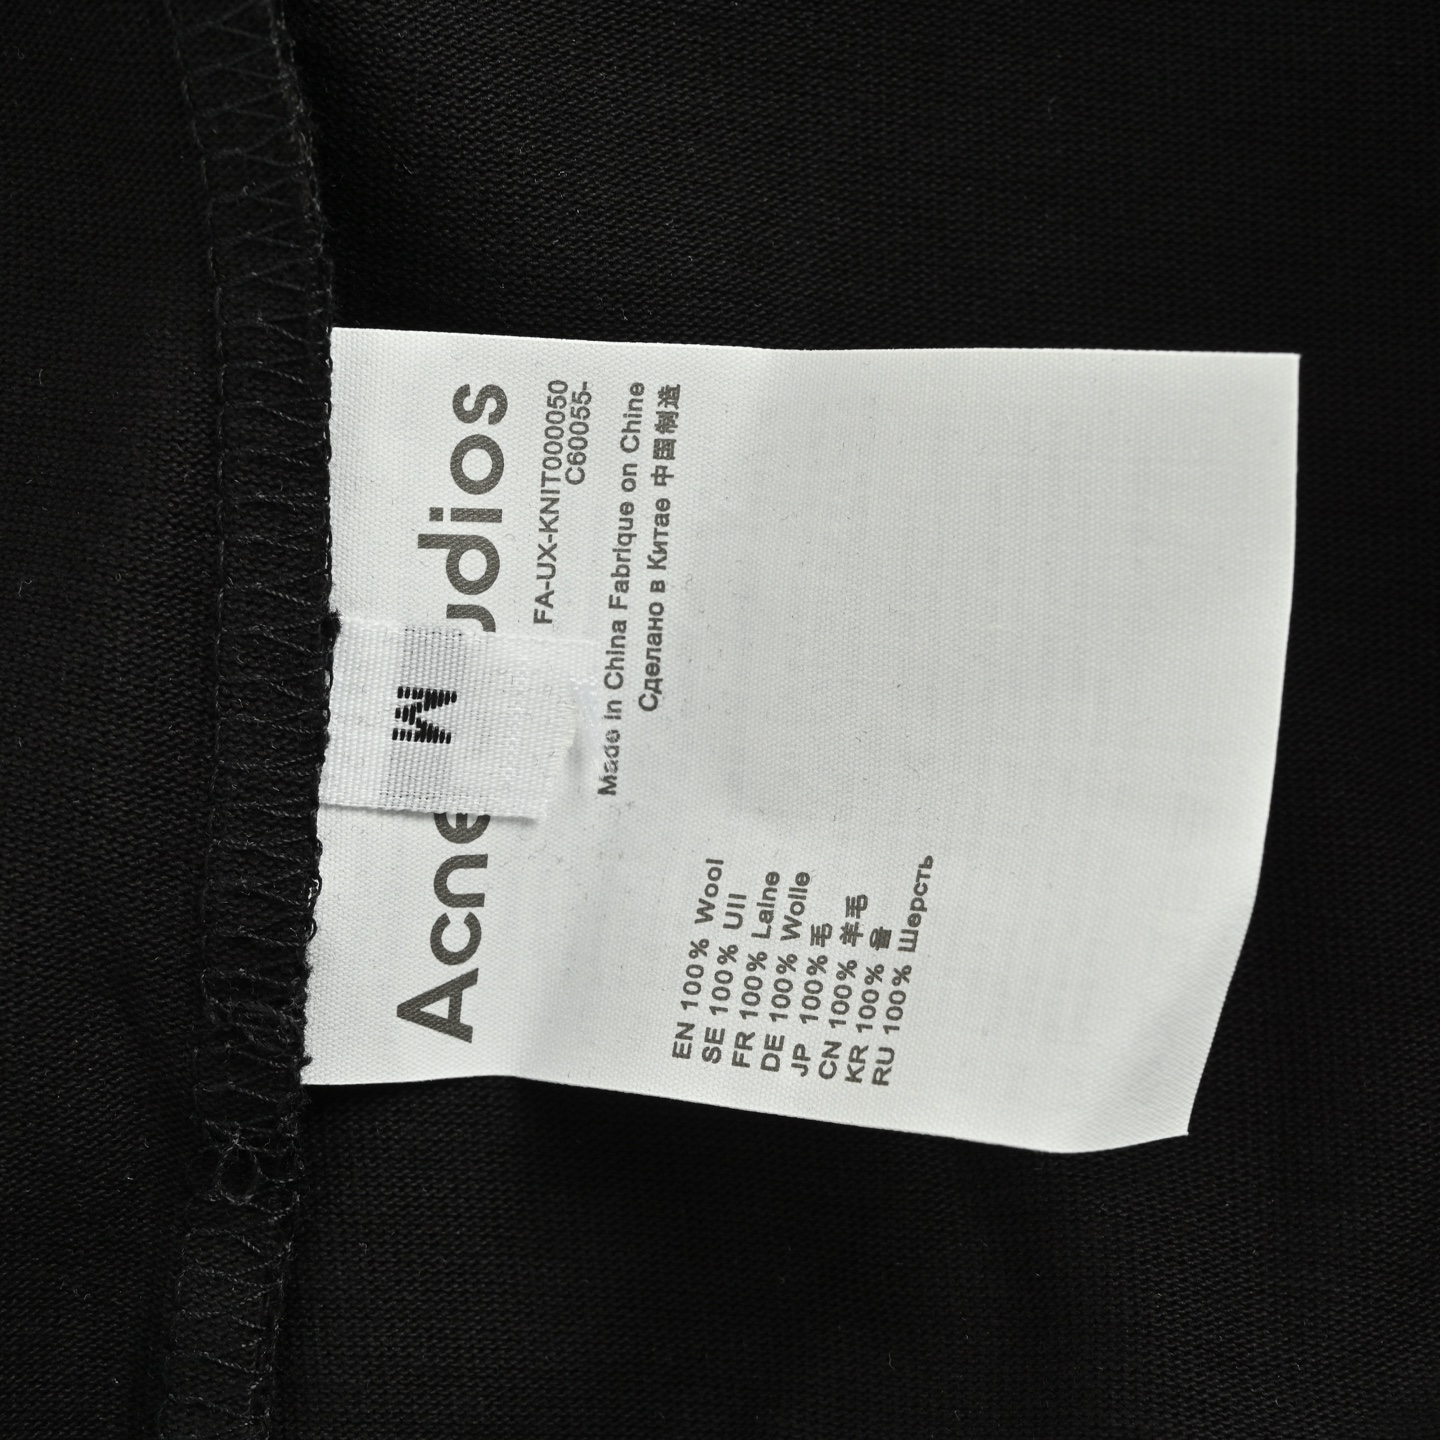 Acne udios
M
FA-UX-KNIT000050
C60055-
Made in China Fabrique on Chine
Сделано в Китае 中国制造
EN 100% Wool
SE 100% Ull
FR 100% Laine
DE 100% Wolle
JP 100% 毛
CN 100% 羊毛
KR 100% 울
RU 100% Шерсть